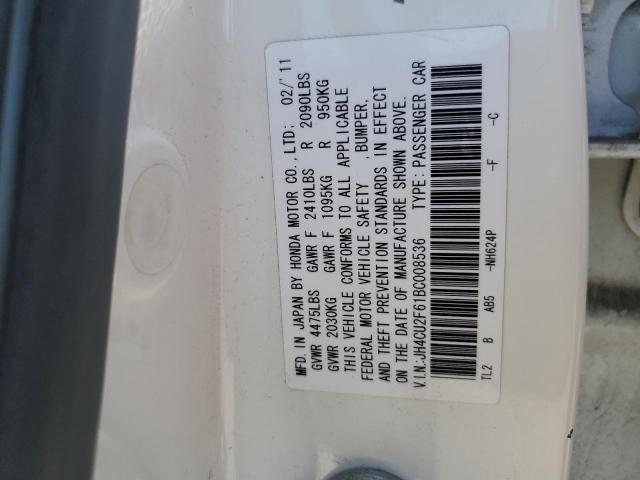 MFD. IN JAPAN BY HONDA MOTOR CO., LTD: 02/'11
GVWR 4475LBS GAWR F 2410LBS R 2090LBS
GVWR 2030KG GAWR F 1095KG R 950KG
THIS VEHICLE CONFORMS TO ALL APPLICABLE
FEDERAL MOTOR VEHICLE SAFETY ,BUMPER,
AND THEFT PREVENTION STANDARDS IN EFFECT
ON THE DATE OF MANUFACTURE SHOWN ABOVE.
V.I.N.:JH4CU2F61BC008536 TYPE: PASSENGER CAR
TL2 B AB5 -NH624P -F -C